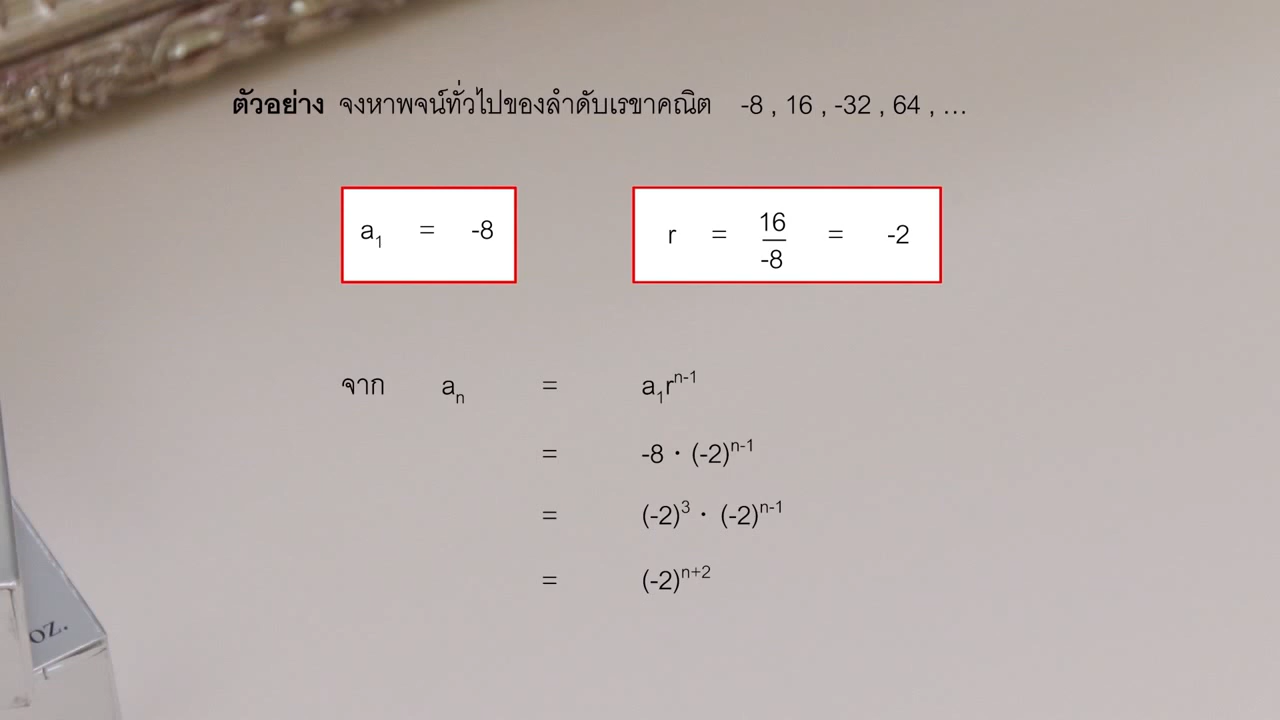 ตัวอย่าง จงหาพจน์ทั่วไปของลำดับเรขาคณิต -8 , 16 , -32 , 64 , …
a₁ = -8
r = 16/-8 = -2
จาก aₙ = a₁rⁿ⁻¹
= -8 · (-2)ⁿ⁻¹
= (-2)³ · (-2)ⁿ⁻¹
= (-2)ⁿ⁺²
oz.